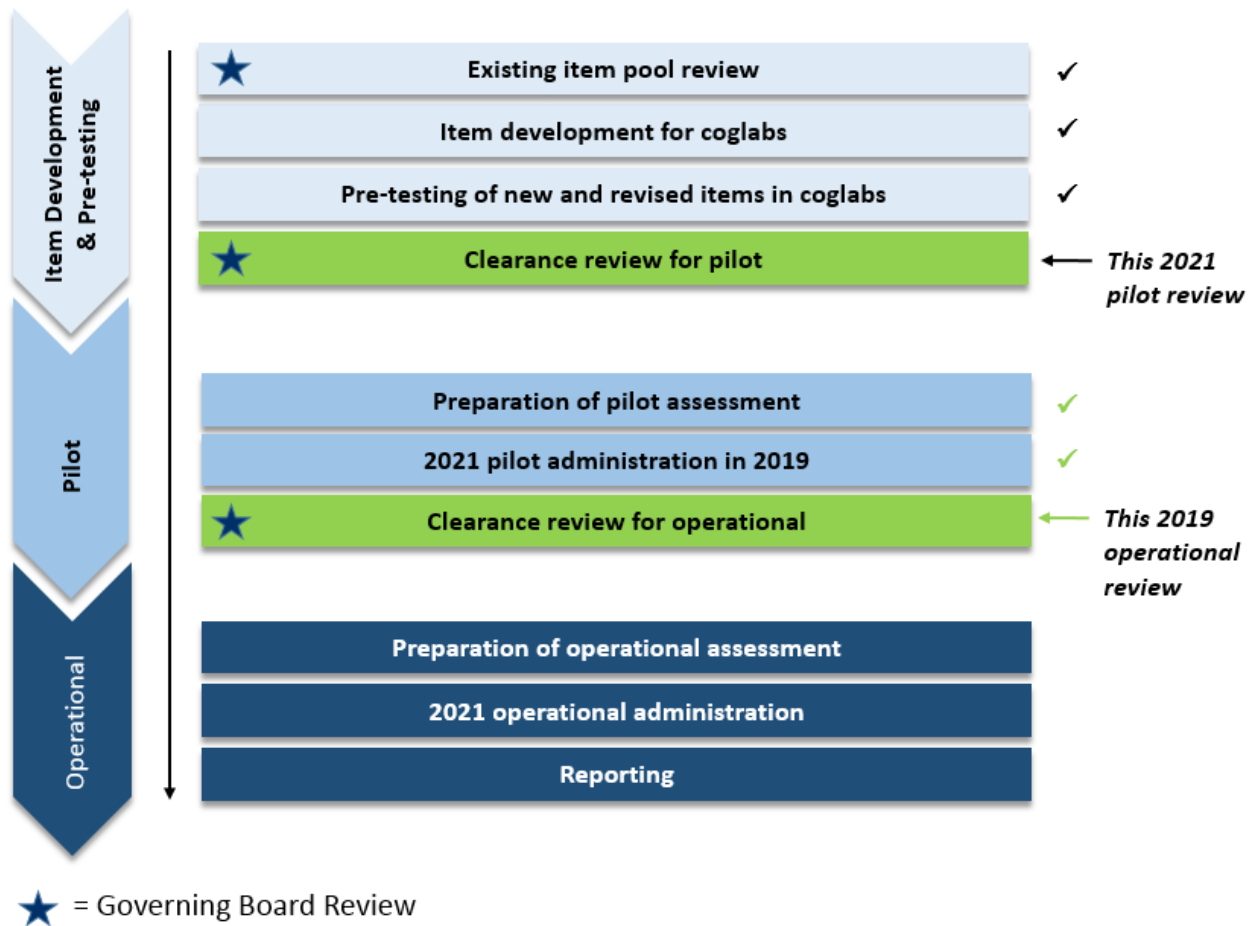 Item Development
& Pre-testing
Existing item pool review
✓
Item development for coglabs
✓
Pre-testing of new and revised items in coglabs
✓
Clearance review for pilot
This 2021
pilot review
Pilot
Preparation of pilot assessment
✓
2021 pilot administration in 2019
✓
Clearance review for operational
This 2019
operational
review
Operational
Preparation of operational assessment
2021 operational administration
Reporting
★ = Governing Board Review